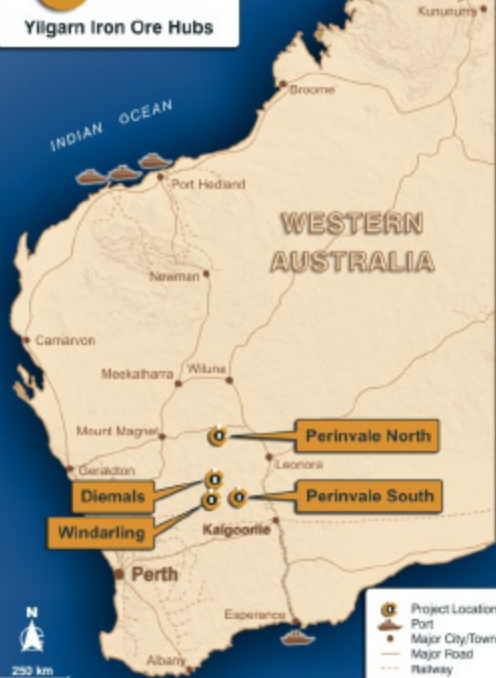 Yilgarn Iron Ore Hubs
Kununurra
Broome
INDIAN OCEAN
Port Hedland
WESTERN
AUSTRALIA
Newman
Carnarvon
Meekatharra
Wiluna
Mount Magnet
Perinvale North
Leonora
Geraldton
Diemals
Perinvale South
Windarling
Kalgoorlie
Perth
N
Esperance
Albany
250 km
Project Location
Port
Major City/Town
Major Road
Railway